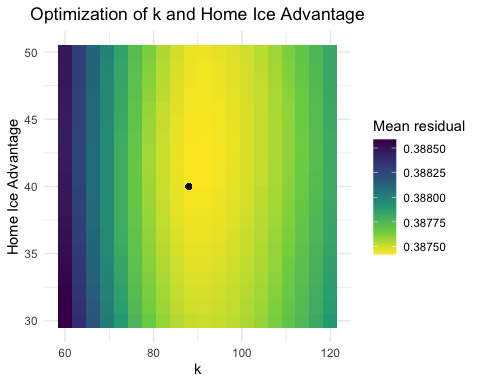 Optimization of k and Home Ice Advantage
Home Ice Advantage
50
45
40
35
30
60 80 100 120
k
Mean residual
0.38850
0.38825
0.38800
0.38775
0.38750